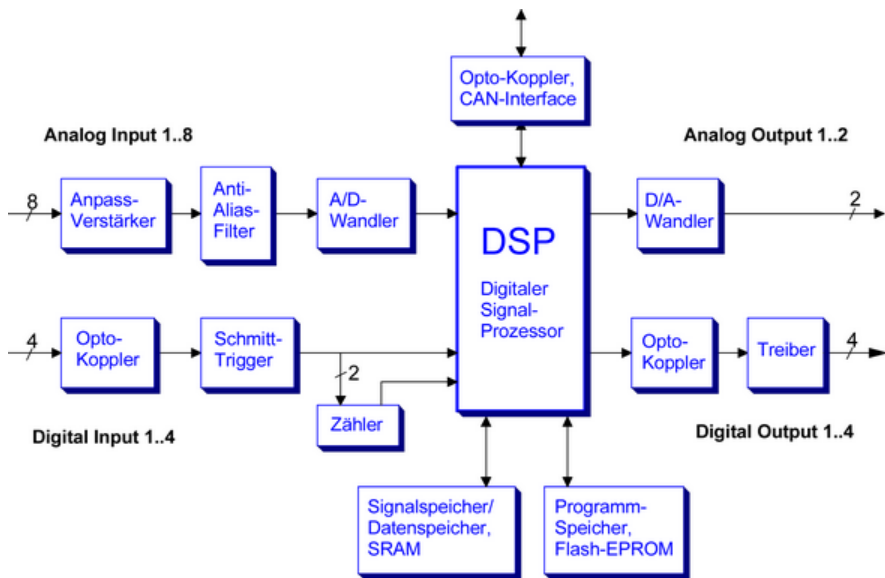 Opto-Koppler,
CAN-Interface
Analog Input 1..8
Analog Output 1..2
8
Anpass-
Verstärker
Anti-
Alias-
Filter
A/D-
Wandler
DSP
Digitaler
Signal-
Prozessor
D/A-
Wandler
2
4
Opto-
Koppler
Schmitt-
Trigger
2
Zähler
Opto-
Koppler
Treiber
4
Digital Input 1..4
Digital Output 1..4
Signalspeicher/
Datenspeicher,
SRAM
Programm-
Speicher,
Flash-EPROM